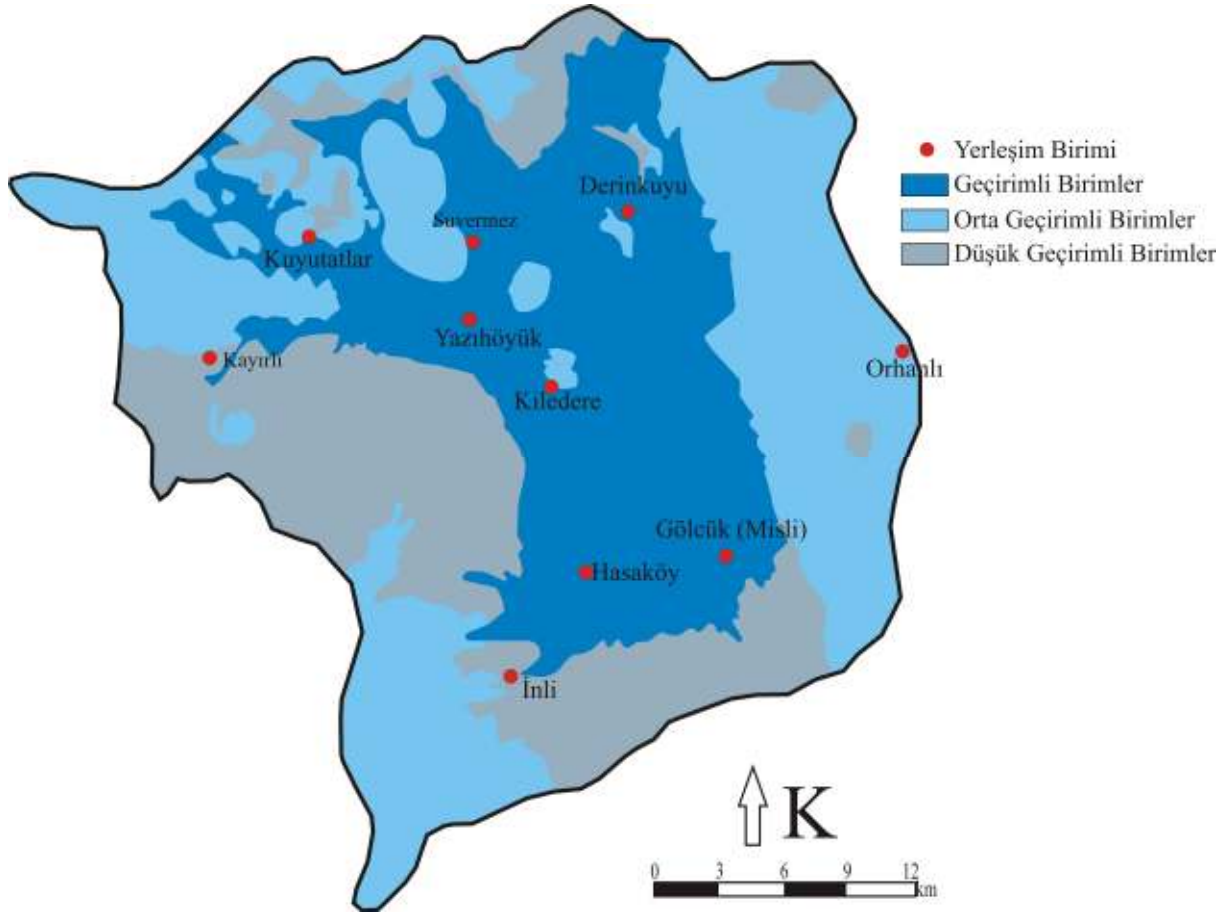 Yerleşim Birimi
Geçirimli Birimler
Orta Geçirimli Birimler
Düşük Geçirimli Birimler
Derinkuyu
Suvermez
Kuyutatlar
Yazıhöyük
Kayırlı
Orhanlı
Kiledere
Gölcük (Misli)
Hasaköy
İnli
K
0 3 6 9 12
km